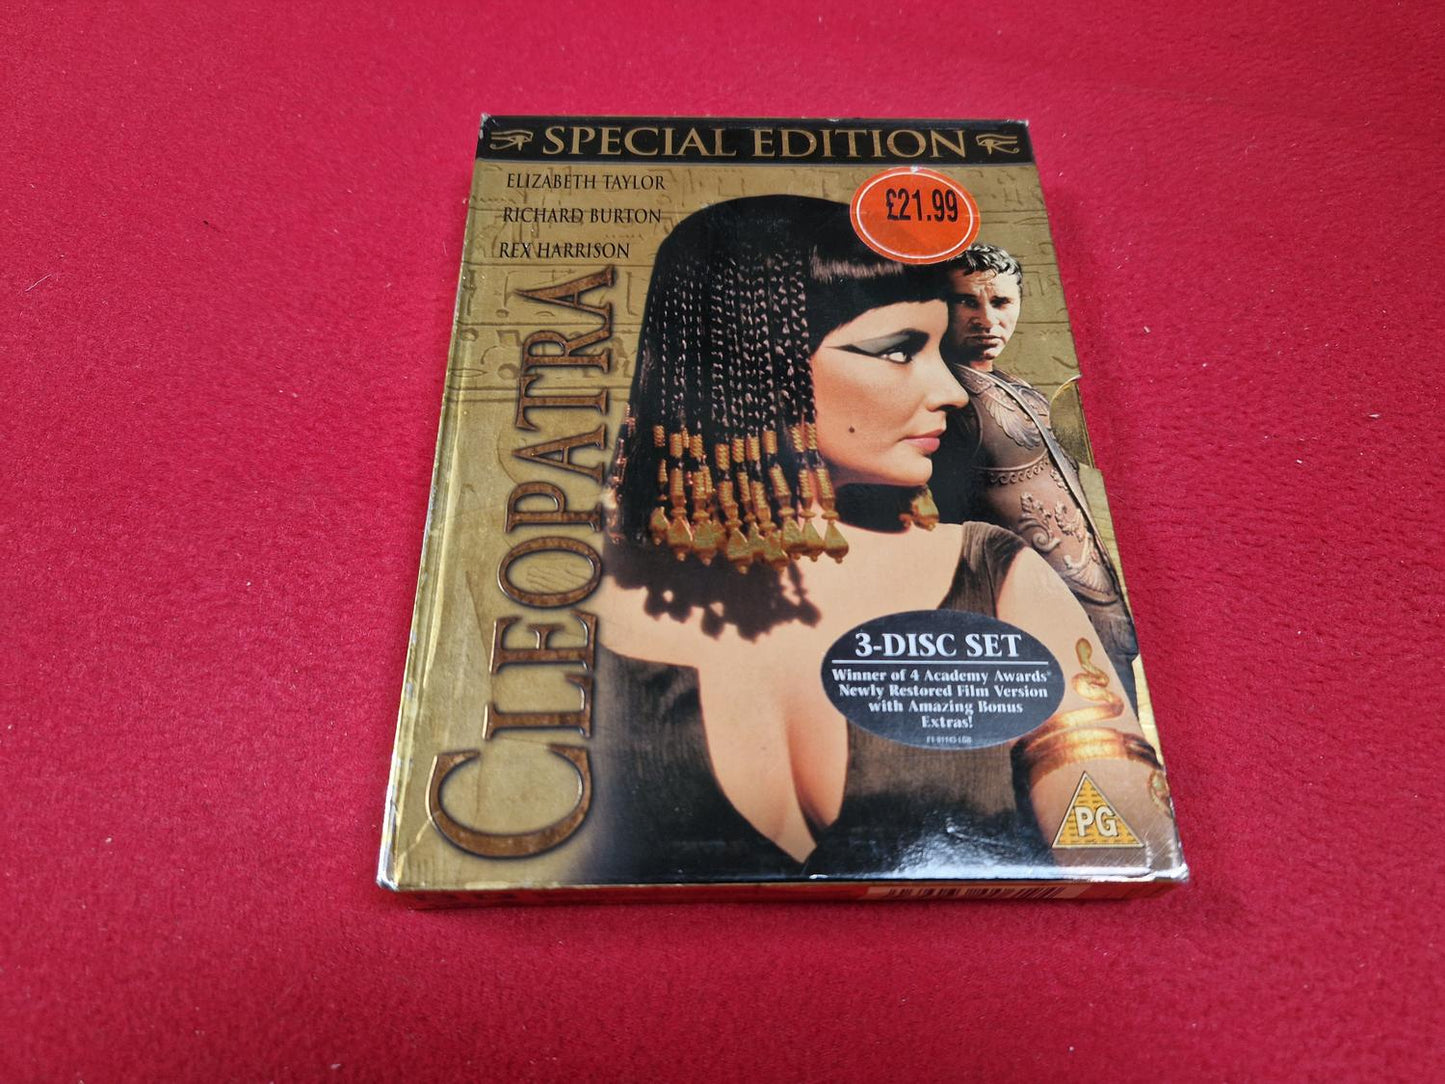 SPECIAL EDITION
ELIZABETH TAYLOR
RICHARD BURTON
REX HARRISON
£21.99
CLEOPATRA
3-DISC SET
Winner of 4 Academy Awards®
Newly Restored Film Version
with Amazing Bonus
Extras!
PG